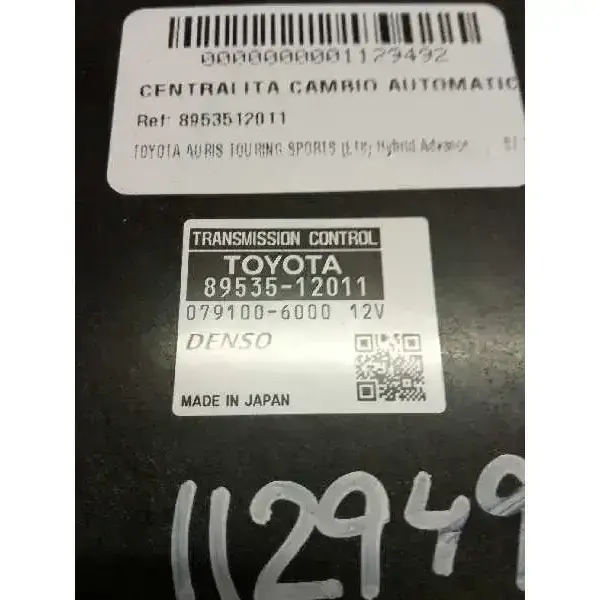 0000000001129492
CENTRALITA CAMBIO AUTOMATIC
Ref: 8953512011
TOYOTA AURIS TOURING SPORTS (E18) Hybrid Advance
TRANSMISSION CONTROL
TOYOTA
89535-12011
079100-6000 12V
DENSO
MADE IN JAPAN
112949